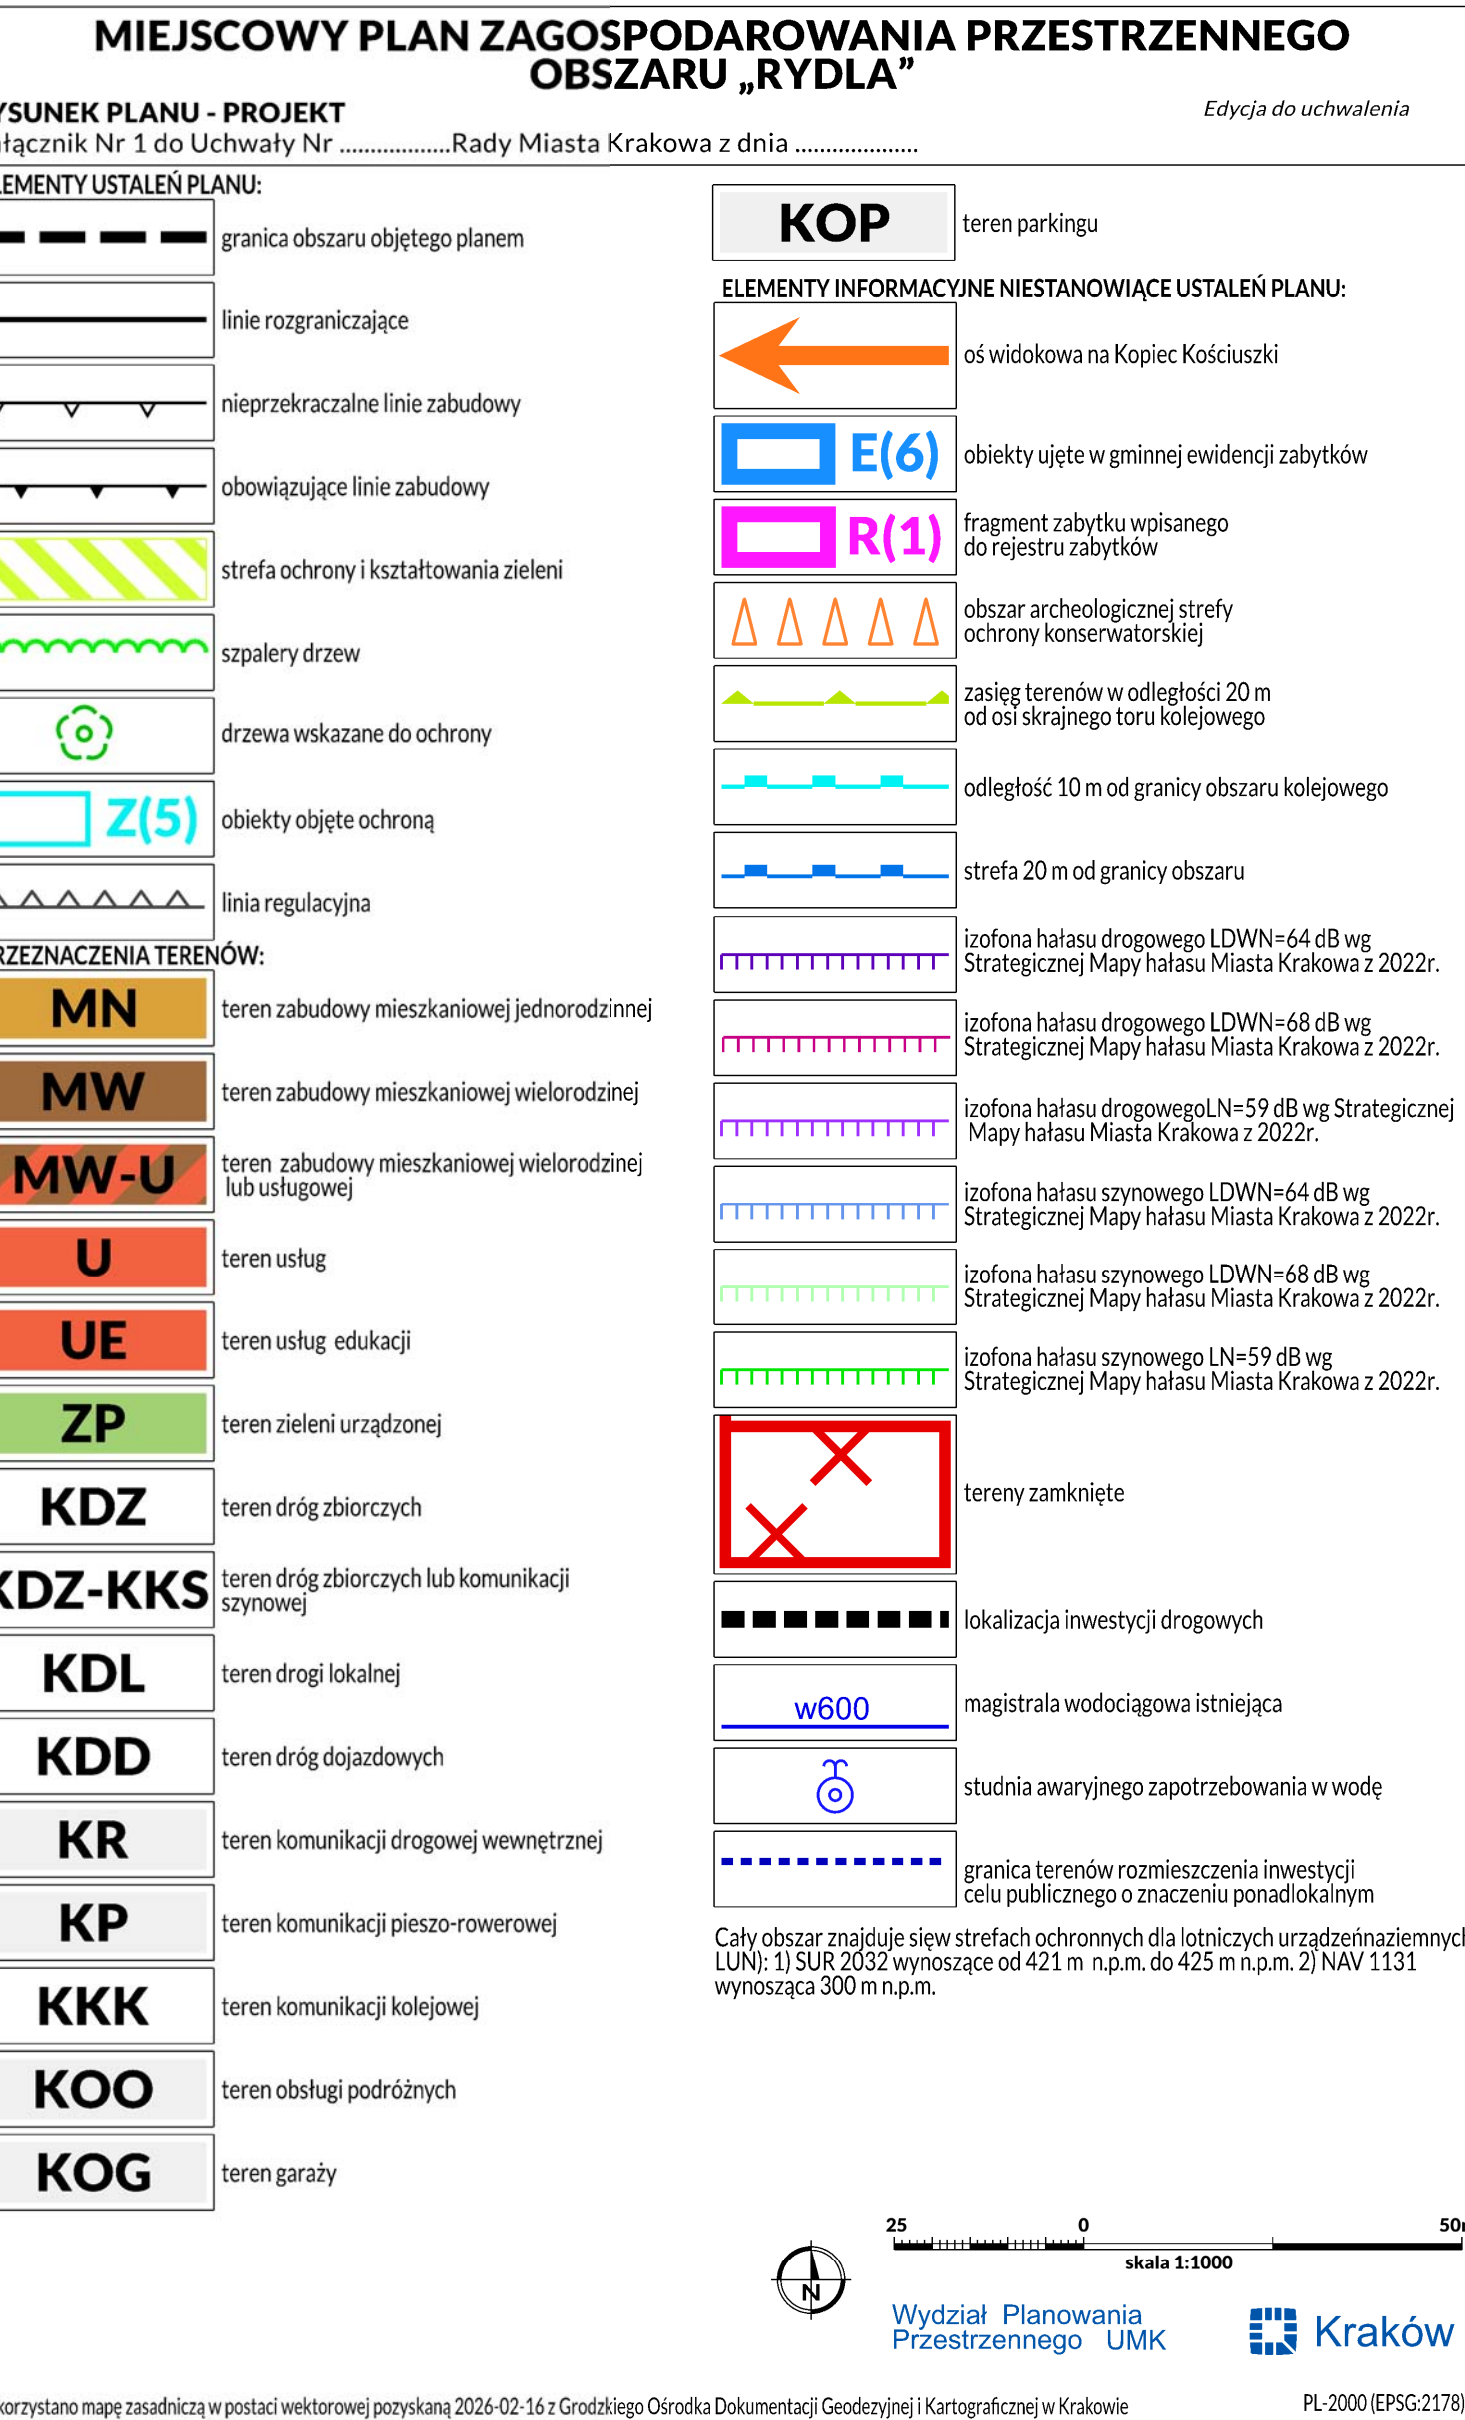 MIEJSCOWY PLAN ZAGOSPODAROWANIA PRZESTRZENNEGO
OBSZARU „RYDLA”
YSUNEK PLANU - PROJEKT
Edycja do uchwalenia
łącznik Nr 1 do Uchwały Nr ..................Rady Miasta Krakowa z dnia ....................
LEMENTY USTALEŃ PLANU:
granica obszaru objętego planem
linie rozgraniczające
nieprzekraczalne linie zabudowy
obowiązujące linie zabudowy
strefa ochrony i kształtowania zieleni
szpalery drzew
drzewa wskazane do ochrony
Z(5) obiekty objęte ochroną
linia regulacyjna
RZEZNACZENIA TERENÓW:
MN teren zabudowy mieszkaniowej jednorodzinnej
MW teren zabudowy mieszkaniowej wielorodzinej
MW-U teren zabudowy mieszkaniowej wielorodzinej
lub usługowej
U teren usług
UE teren usług edukacji
ZP teren zieleni urządzonej
KDZ teren dróg zbiorczych
KDZ-KKS teren dróg zbiorczych lub komunikacji
szynowej
KDL teren drogi lokalnej
KDD teren dróg dojazdowych
KR teren komunikacji drogowej wewnętrznej
KP teren komunikacji pieszo-rowerowej
KKK teren komunikacji kolejowej
KOO teren obsługi podróżnych
KOG teren garaży
KOP teren parkingu
ELEMENTY INFORMACYJNE NIESTANOWIĄCE USTALEŃ PLANU:
oś widokowa na Kopiec Kościuszki
E(6) obiekty ujęte w gminnej ewidencji zabytków
R(1) fragment zabytku wpisanego
do rejestru zabytków
obszar archeologicznej strefy
ochrony konserwatorskiej
zasięg terenów w odległości 20 m
od osi skrajnego toru kolejowego
odległość 10 m od granicy obszaru kolejowego
strefa 20 m od granicy obszaru
izofona hałasu drogowego LDWN=64 dB wg
Strategicznej Mapy hałasu Miasta Krakowa z 2022r.
izofona hałasu drogowego LDWN=68 dB wg
Strategicznej Mapy hałasu Miasta Krakowa z 2022r.
izofona hałasu drogowegoLN=59 dB wg Strategicznej
Mapy hałasu Miasta Krakowa z 2022r.
izofona hałasu szynowego LDWN=64 dB wg
Strategicznej Mapy hałasu Miasta Krakowa z 2022r.
izofona hałasu szynowego LDWN=68 dB wg
Strategicznej Mapy hałasu Miasta Krakowa z 2022r.
izofona hałasu szynowego LN=59 dB wg
Strategicznej Mapy hałasu Miasta Krakowa z 2022r.
tereny zamknięte
lokalizacja inwestycji drogowych
w600 magistrala wodociągowa istniejąca
studnia awaryjnego zapotrzebowania w wodę
granica terenów rozmieszczenia inwestycji
celu publicznego o znaczeniu ponadlokalnym
Cały obszar znajduje sięw strefach ochronnych dla lotniczych urządzeńnaziemnych
LUN): 1) SUR 2032 wynoszące od 421 m n.p.m. do 425 m n.p.m. 2) NAV 1131
wynosząca 300 m n.p.m.
25 0 50m
skala 1:1000
N
Wydział Planowania
Przestrzennego UMK
Kraków
korzystano mapę zasadniczą w postaci wektorowej pozyskaną 2026-02-16 z Grodzkiego Ośrodka Dokumentacji Geodezyjnej i Kartograficznej w Krakowie
PL-2000 (EPSG:2178)